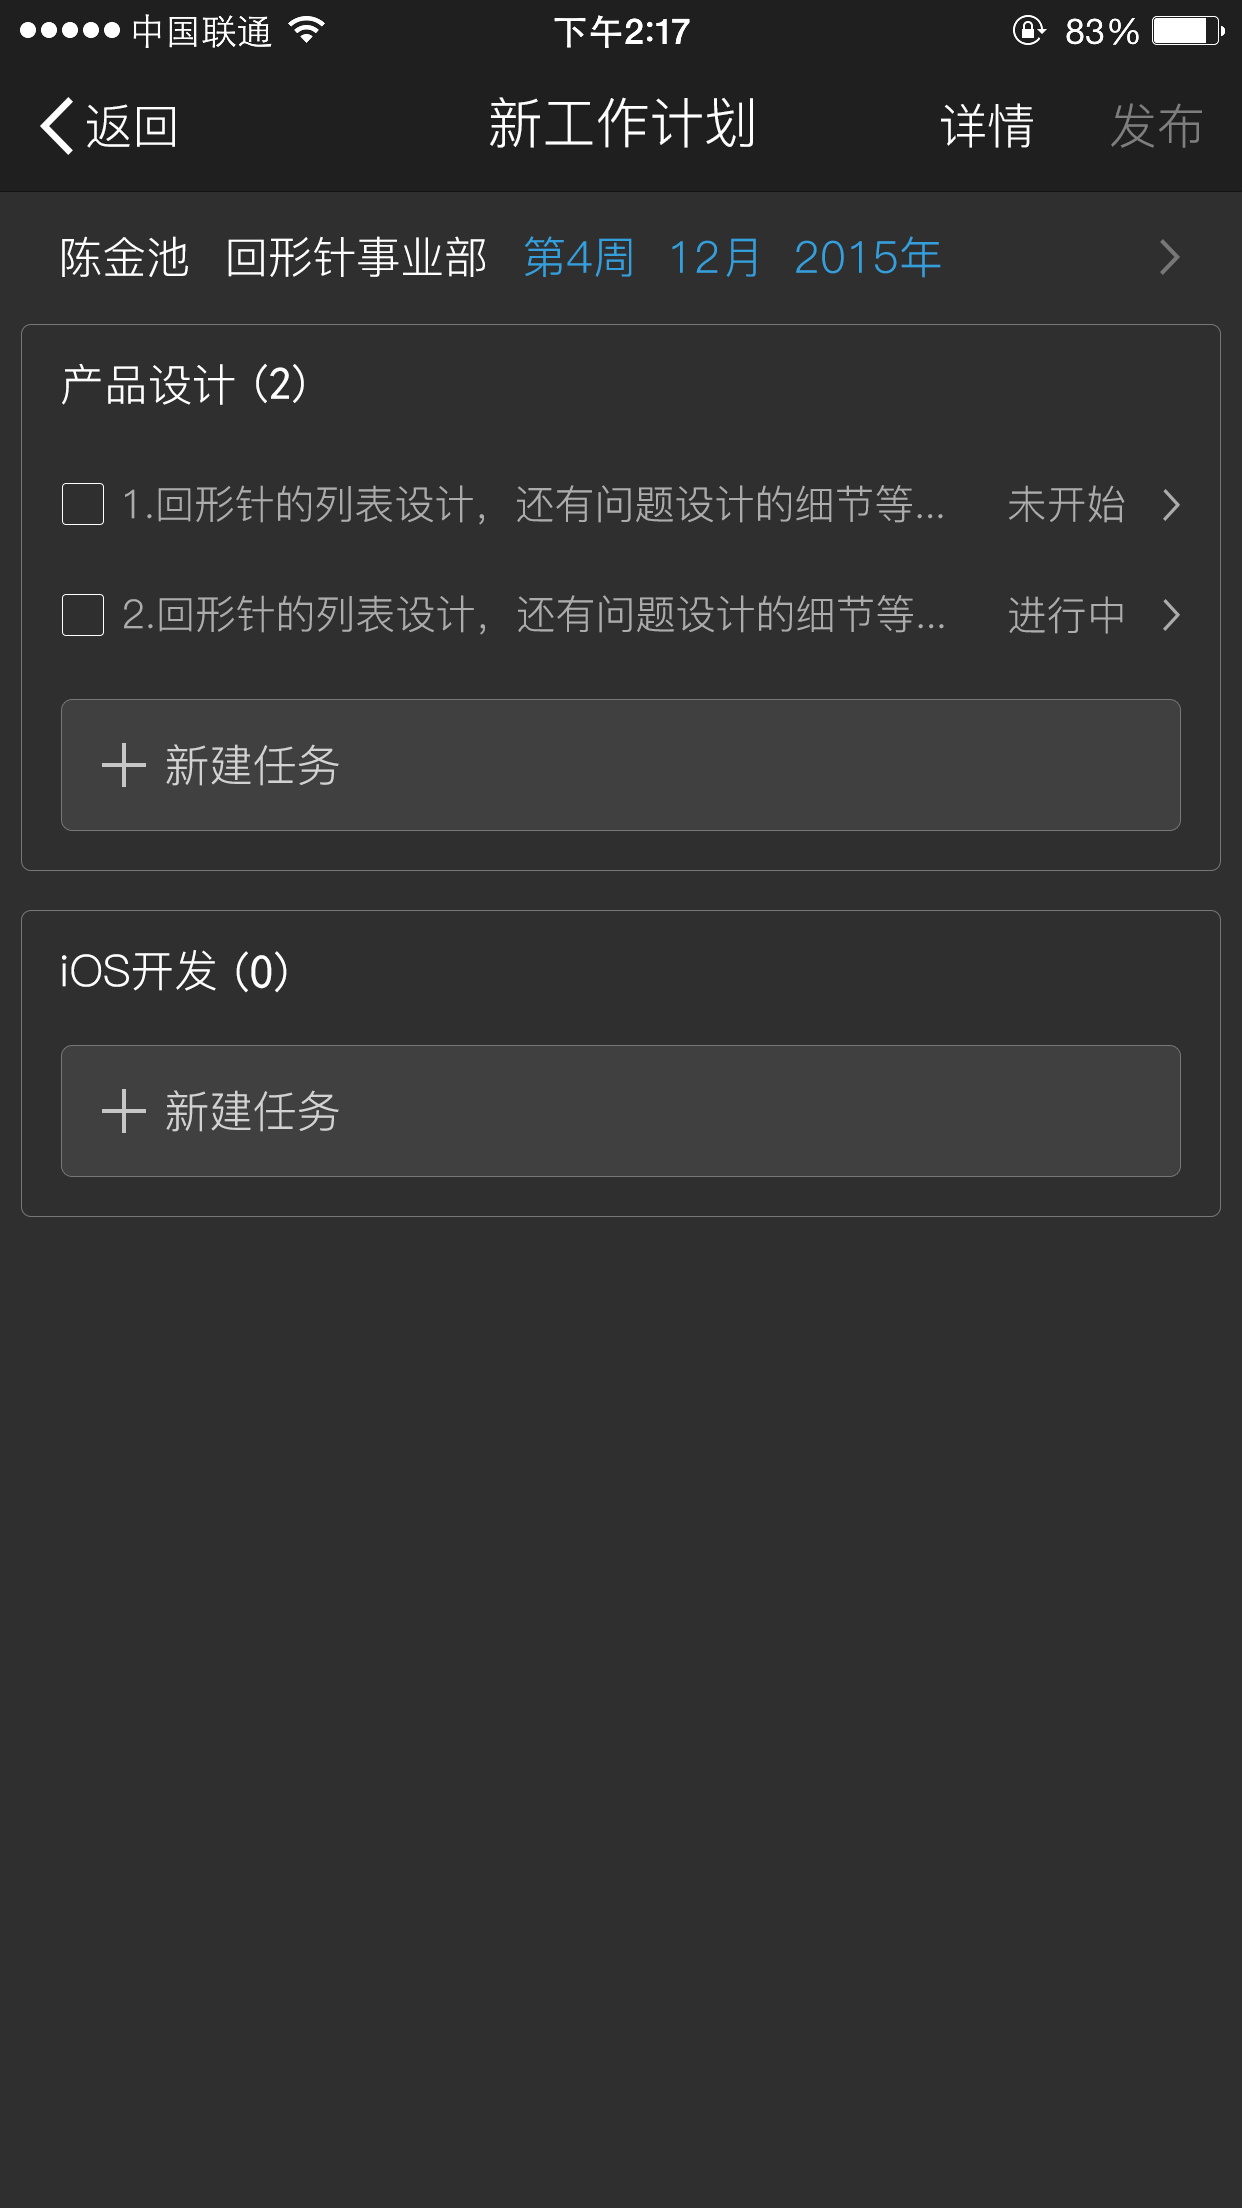 中国联通 下午2:17 83%
返回 新工作计划 详情 发布
陈金池 回形针事业部 第4周 12月 2015年
产品设计 (2)
1.回形针的列表设计，还有问题设计的细节等... 未开始
2.回形针的列表设计，还有问题设计的细节等... 进行中
新建任务
iOS开发 (0)
新建任务